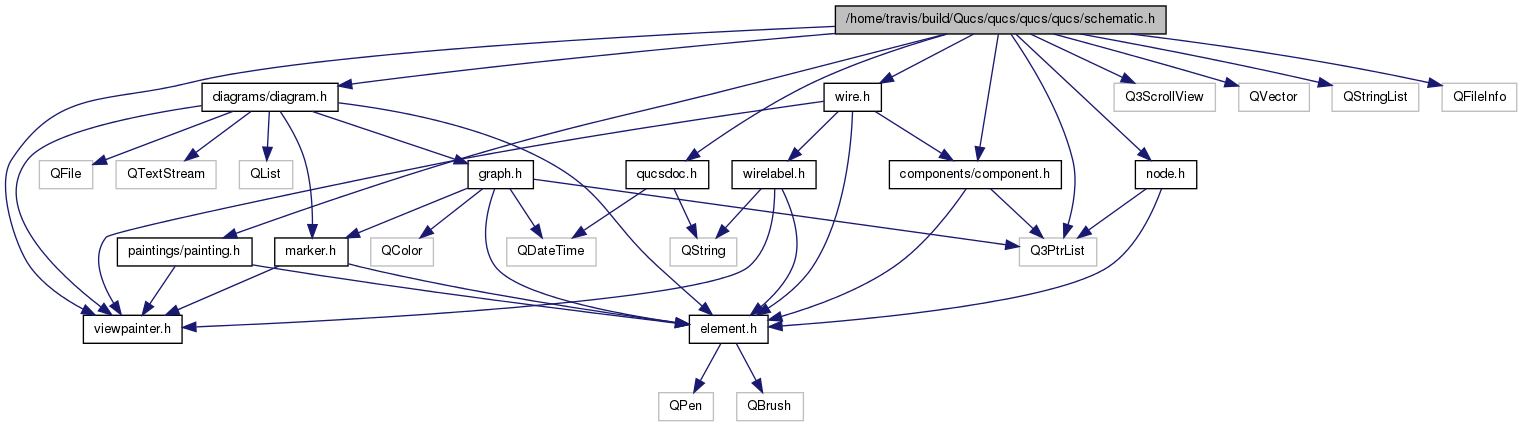 /home/travis/build/Qucs/qucs/qucs/qucs/schematic.h
diagrams/diagram.h
wire.h
Q3ScrollView
QVector
QStringList
QFileInfo
QFile
QTextStream
QList
graph.h
qucsdoc.h
wirelabel.h
components/component.h
node.h
paintings/painting.h
marker.h
QColor
QDateTime
QString
Q3PtrList
viewpainter.h
element.h
QPen
QBrush